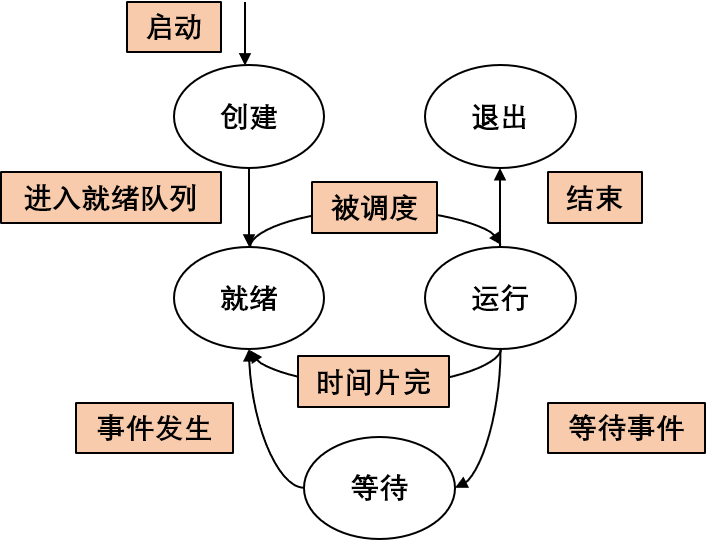 启动
创建
退出
进入就绪队列
被调度
结束
就绪
运行
时间片完
事件发生
等待事件
等待